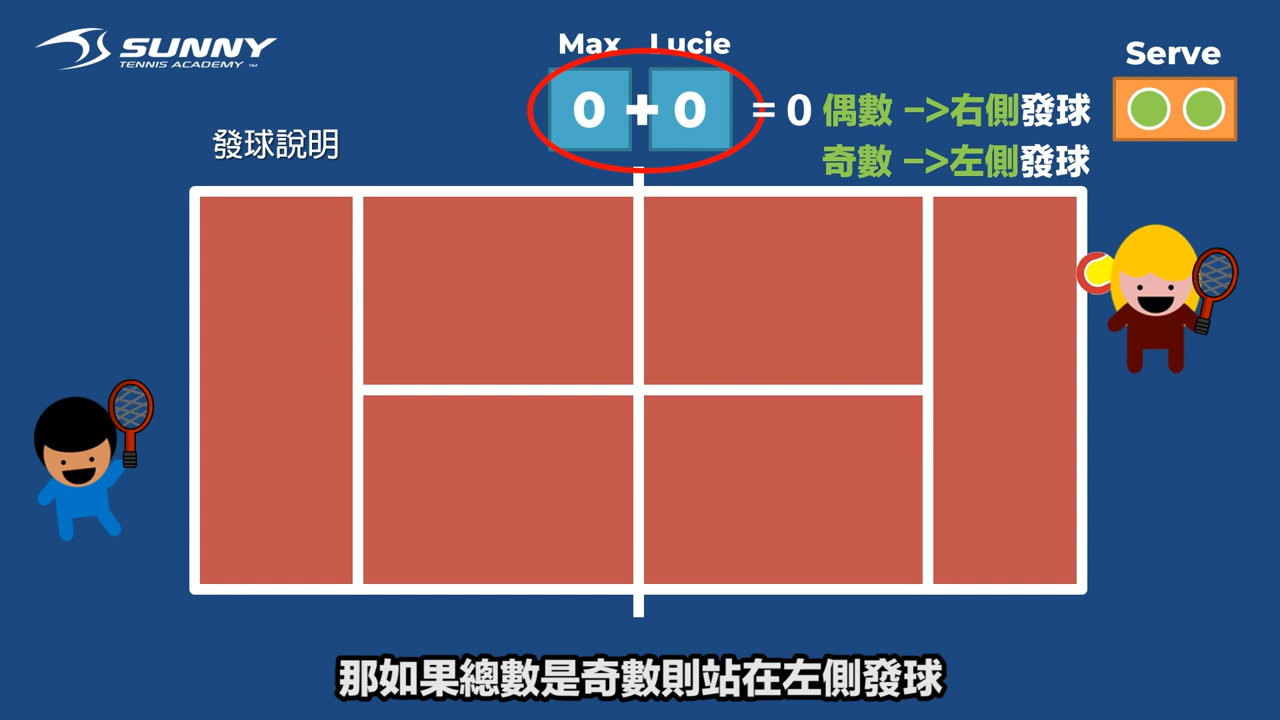 SUNNY
TENNIS ACADEMY™
Max Lucie
0 + 0 = 0 偶數 –>右側發球
奇數 –>左側發球
Serve
發球說明
那如果總數是奇數則站在左側發球